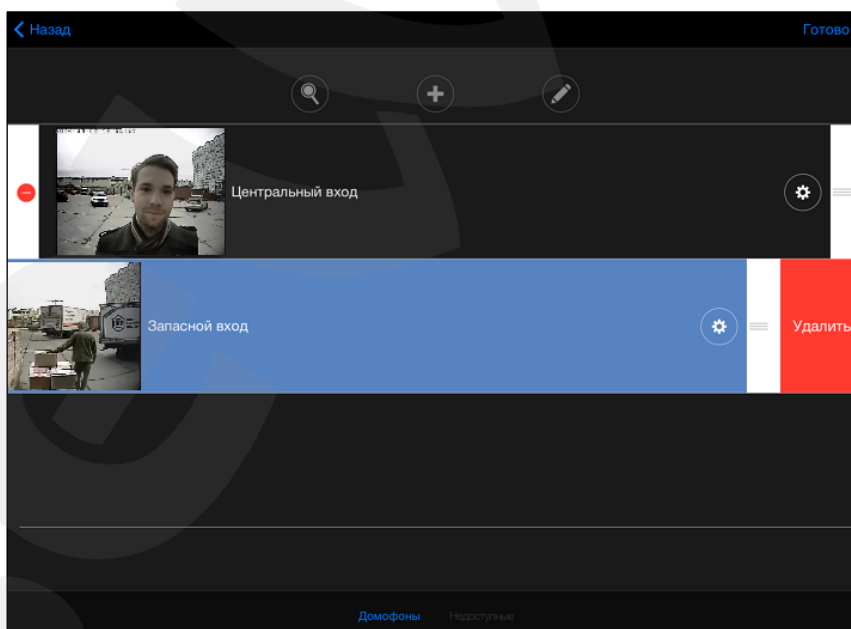 Назад
Готово
Центральный вход
Запасной вход
Удалить
Домофоны
Недоступные